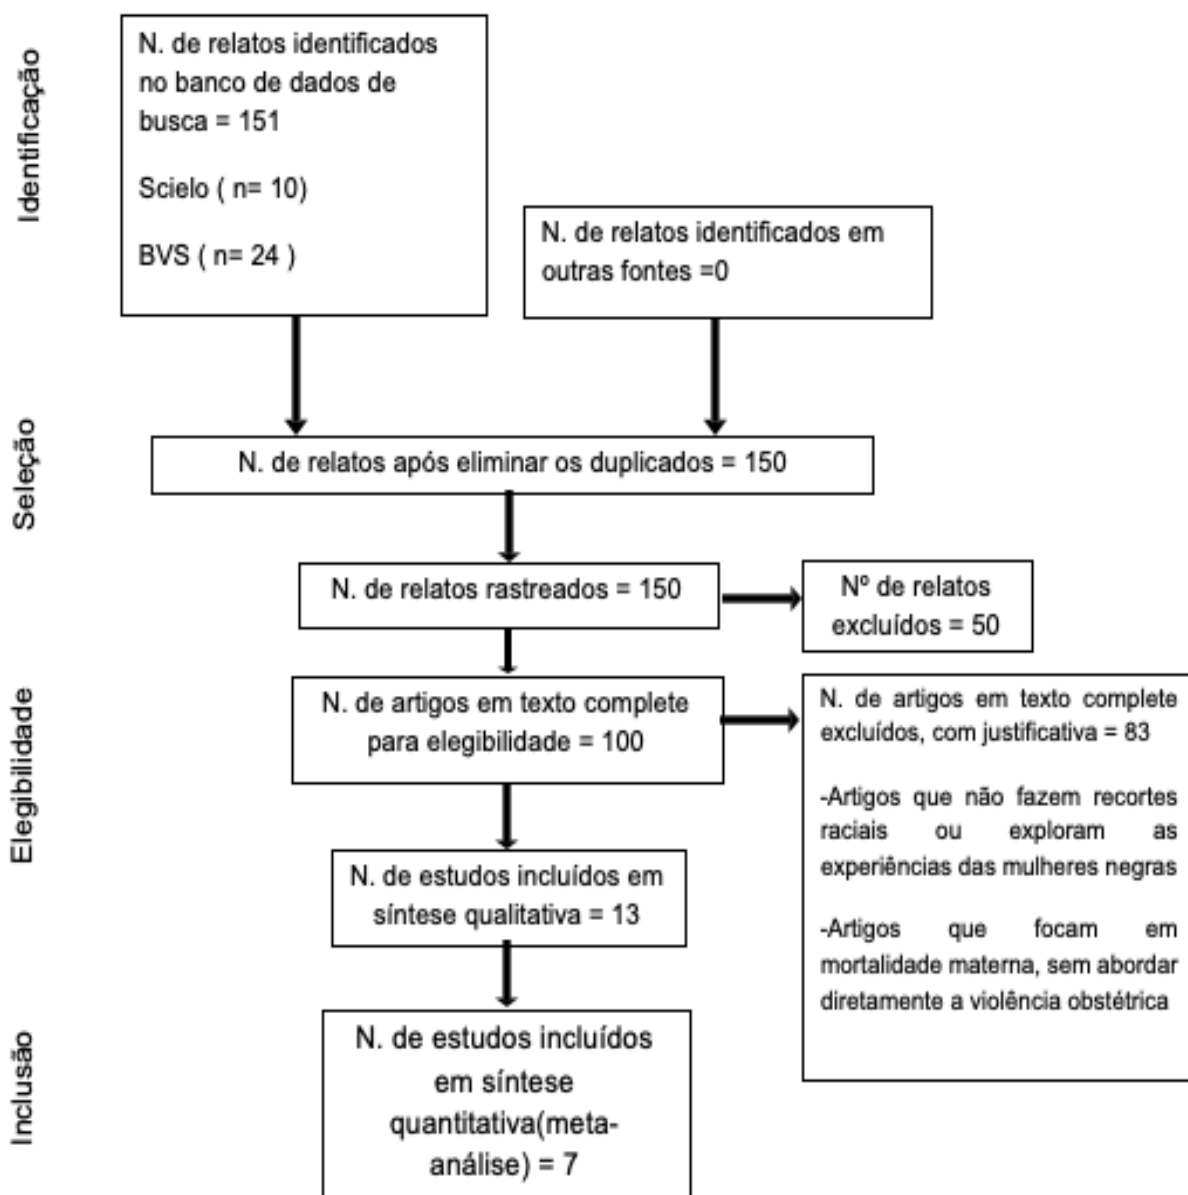 Identificação
N. de relatos identificados
no banco de dados de
busca = 151
Scielo ( n= 10)
BVS ( n= 24 )
N. de relatos identificados em
outras fontes =0
Seleção
N. de relatos após eliminar os duplicados = 150
N. de relatos rastreados = 150
Nº de relatos
excluídos = 50
Elegibilidade
N. de artigos em texto complete
para elegibilidade = 100
N. de artigos em texto complete
excluídos, com justificativa = 83
-Artigos que não fazem recortes
raciais ou exploram as
experiências das mulheres negras
-Artigos que focam em
mortalidade materna, sem abordar
diretamente a violência obstétrica
N. de estudos incluídos em
síntese qualitativa = 13
Inclusão
N. de estudos incluídos
em síntese
quantitativa(meta-
análise) = 7